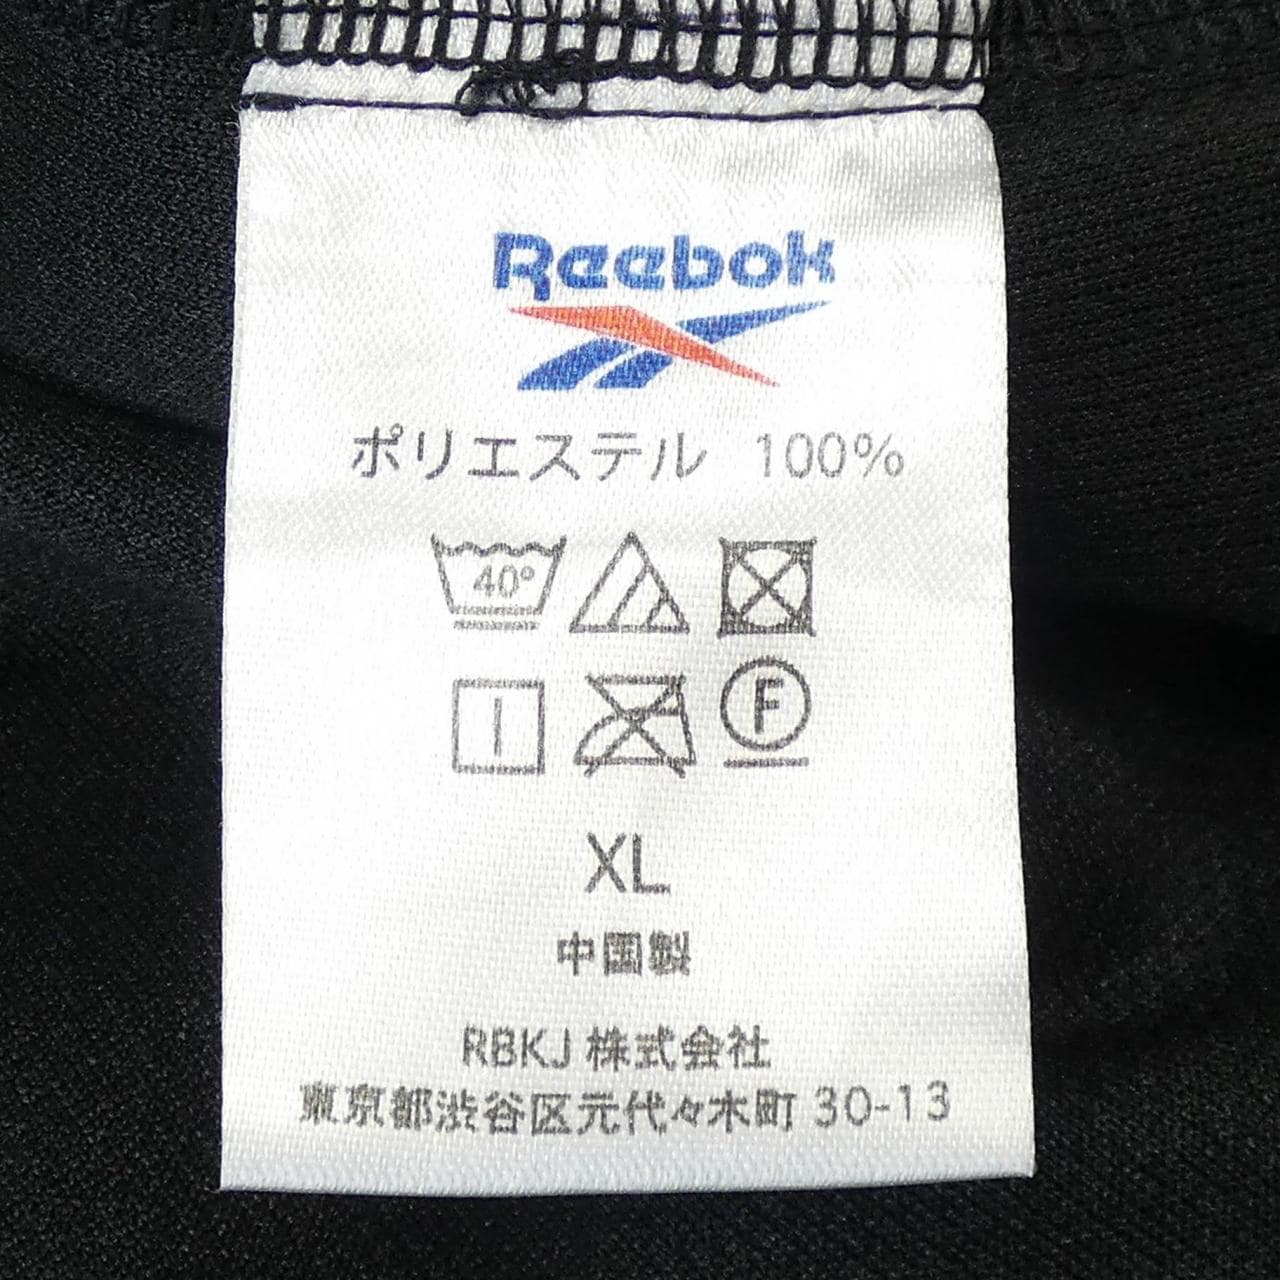 Reebok
ポリエステル 100%
40°
F
XL
中国製
RBKJ 株式会社
東京都渋谷区元代々木町 30-13